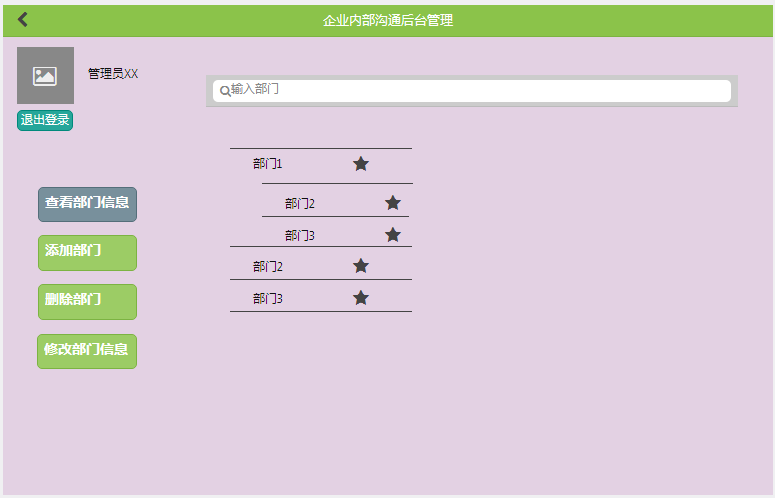 企业内部沟通后台管理
管理员XX
输入部门
退出登录
部门1
查看部门信息
部门2
部门3
添加部门
部门2
删除部门
部门3
修改部门信息